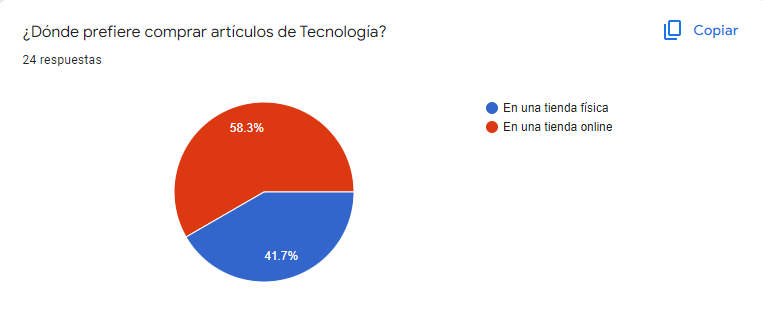 ¿Dónde prefiere comprar artículos de Tecnología?
Copiar
24 respuestas
En una tienda física
En una tienda online
58.3%
41.7%